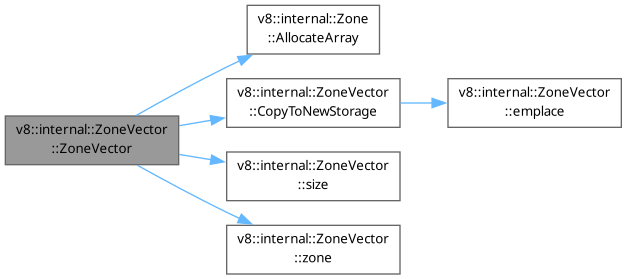 v8::internal::Zone
::AllocateArray
v8::internal::ZoneVector
::CopyToNewStorage
v8::internal::ZoneVector
::emplace
v8::internal::ZoneVector
::ZoneVector
v8::internal::ZoneVector
::size
v8::internal::ZoneVector
::zone